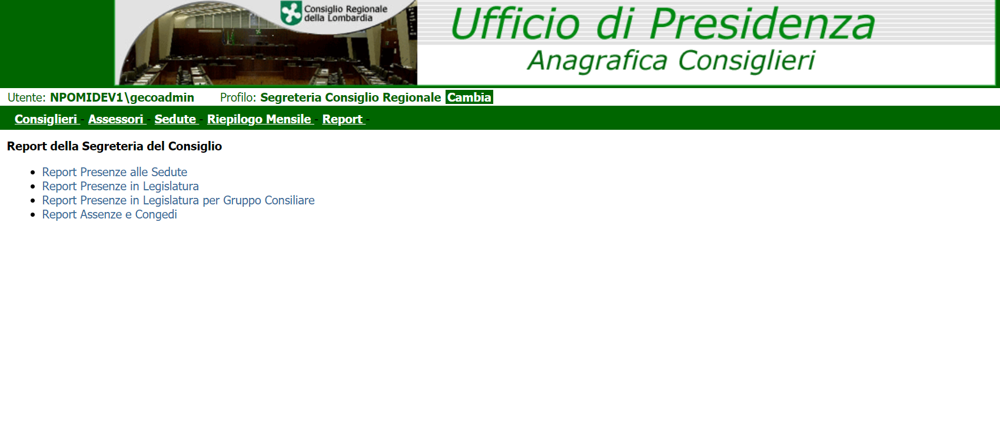 Consiglio Regionale
della Lombardia
Ufficio di Presidenza
Anagrafica Consiglieri
Utente: NPOMIDEV1\gecoadmin Profilo: Segreteria Consiglio Regionale Cambia
Consiglieri - Assessori - Sedute - Riepilogo Mensile - Report -
Report della Segreteria del Consiglio
• Report Presenze alle Sedute
• Report Presenze in Legislatura
• Report Presenze in Legislatura per Gruppo Consiliare
• Report Assenze e Congedi